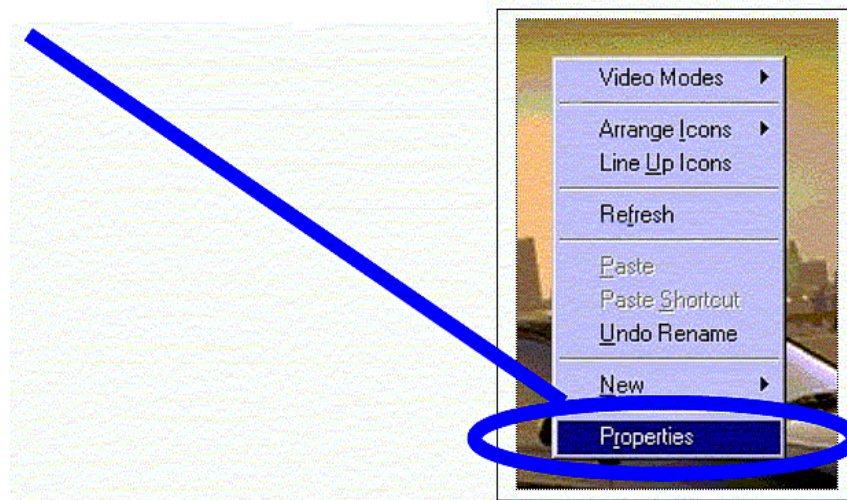 Video Modes
Arrange Icons
Line Up Icons
Refresh
Paste
Paste Shortcut
Undo Rename
New
Properties